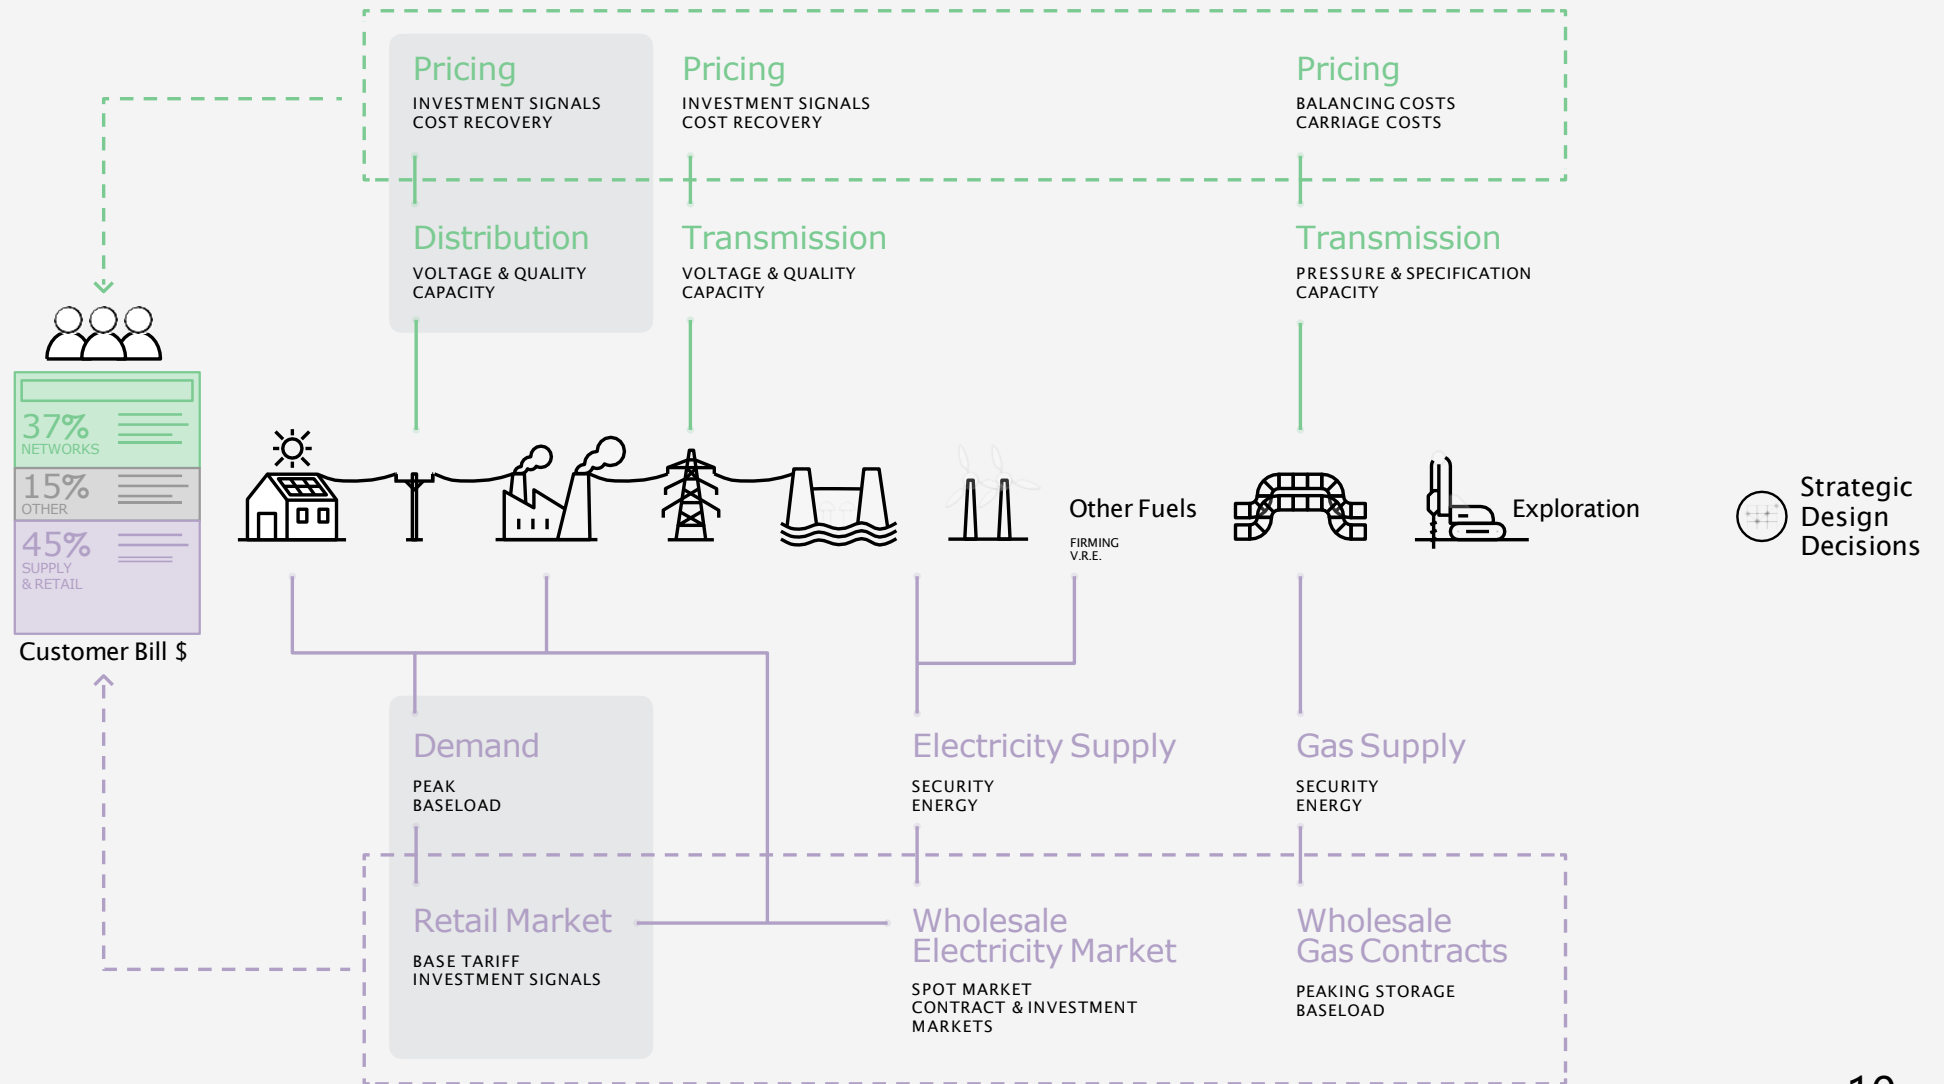 Pricing
INVESTMENT SIGNALS
COST RECOVERY
Pricing
INVESTMENT SIGNALS
COST RECOVERY
Pricing
BALANCING COSTS
CARRIAGE COSTS
Distribution
VOLTAGE & QUALITY
CAPACITY
Transmission
VOLTAGE & QUALITY
CAPACITY
Transmission
PRESSURE & SPECIFICATION
CAPACITY
37%
NETWORKS
15%
OTHER
45%
SUPPLY
& RETAIL
Customer Bill $
Other Fuels
FIRMING
V.R.E.
Exploration
Strategic
Design
Decisions
Demand
PEAK
BASELOAD
Electricity Supply
SECURITY
ENERGY
Gas Supply
SECURITY
ENERGY
Retail Market
BASE TARIFF
INVESTMENT SIGNALS
Wholesale
Electricity Market
SPOT MARKET
CONTRACT & INVESTMENT
MARKETS
Wholesale
Gas Contracts
PEAKING STORAGE
BASELOAD